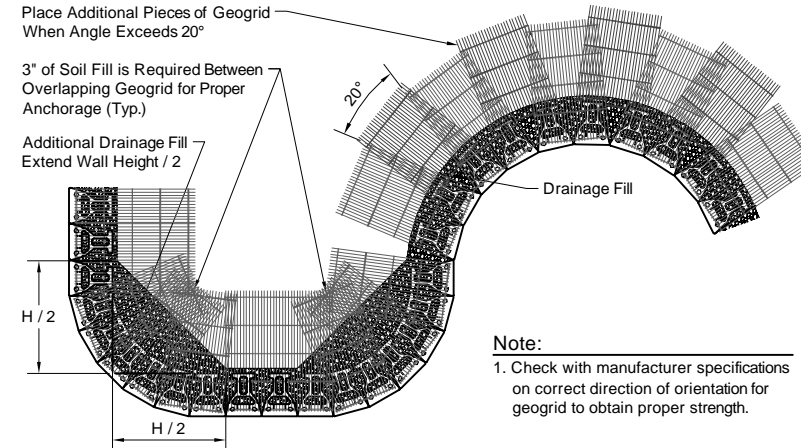 Place Additional Pieces of Geogrid
When Angle Exceeds 20°
3" of Soil Fill is Required Between
Overlapping Geogrid for Proper
Anchorage (Typ.)
Additional Drainage Fill
Extend Wall Height / 2
20°
Drainage Fill
H / 2
H / 2
Note:
1. Check with manufacturer specifications
on correct direction of orientation for
geogrid to obtain proper strength.